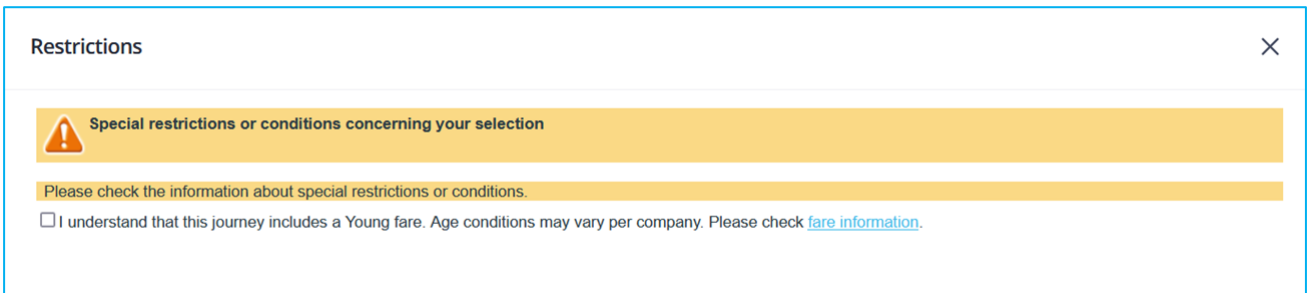 Restrictions
Special restrictions or conditions concerning your selection
Please check the information about special restrictions or conditions.
I understand that this journey includes a Young fare. Age conditions may vary per company. Please check fare information.